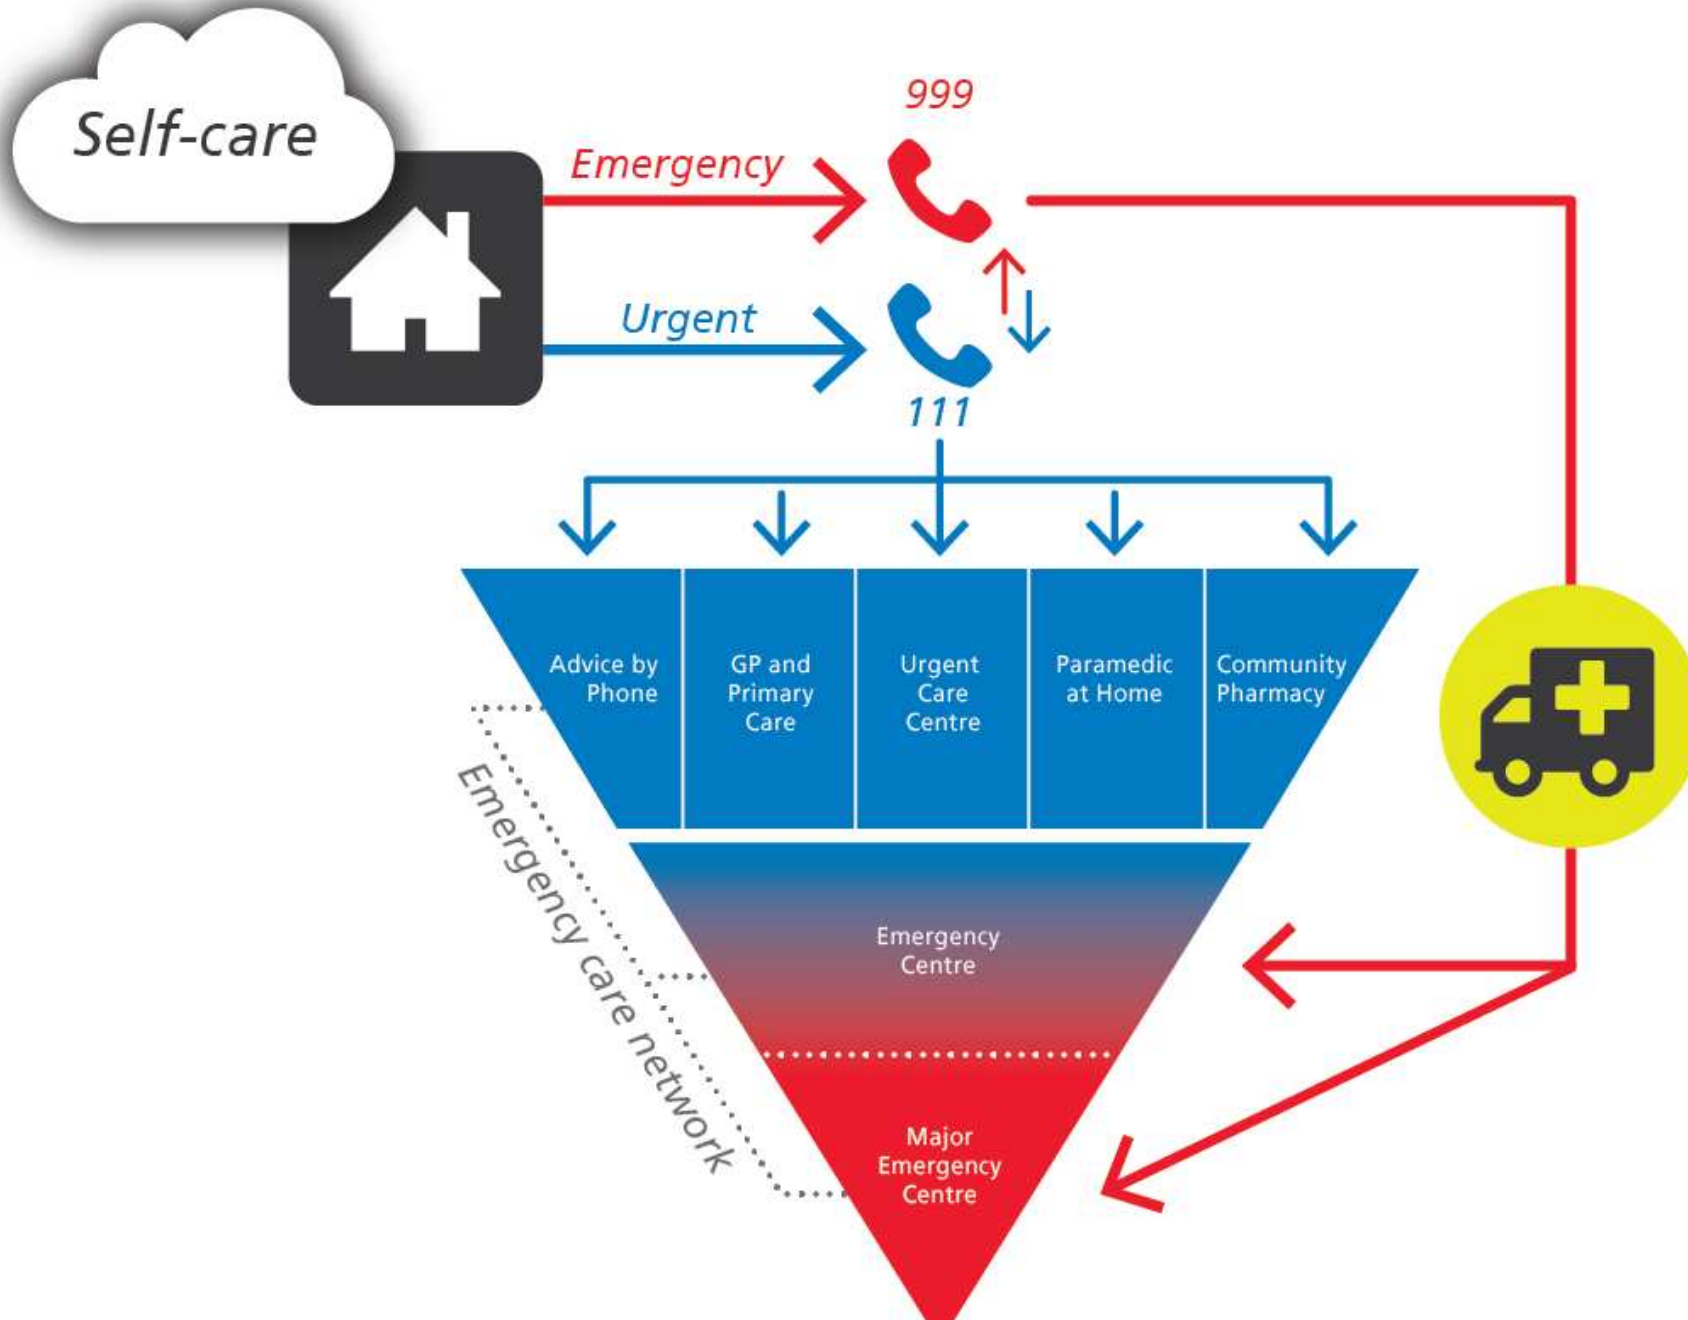 Self-care
999
Emergency
Urgent
111
Advice by
Phone
GP and
Primary
Care
Urgent
Care
Centre
Paramedic
at Home
Community
Pharmacy
Emergency care network
Emergency
Centre
Major
Emergency
Centre